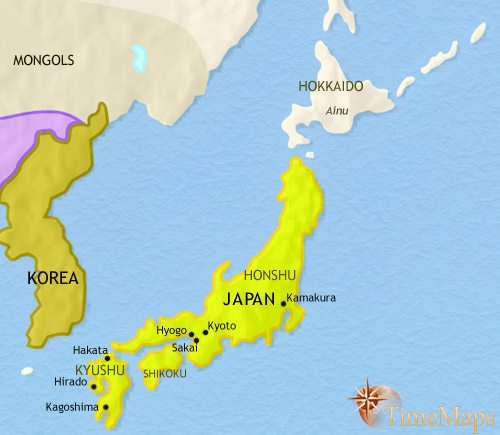 MONGOLS
HOKKAIDO
Ainu
KOREA
HONSHU
JAPAN
Kamakura
Hyogo
Kyoto
Sakai
Hakata
KYUSHU
SHIKOKU
Hirado
Kagoshima
TimeMaps